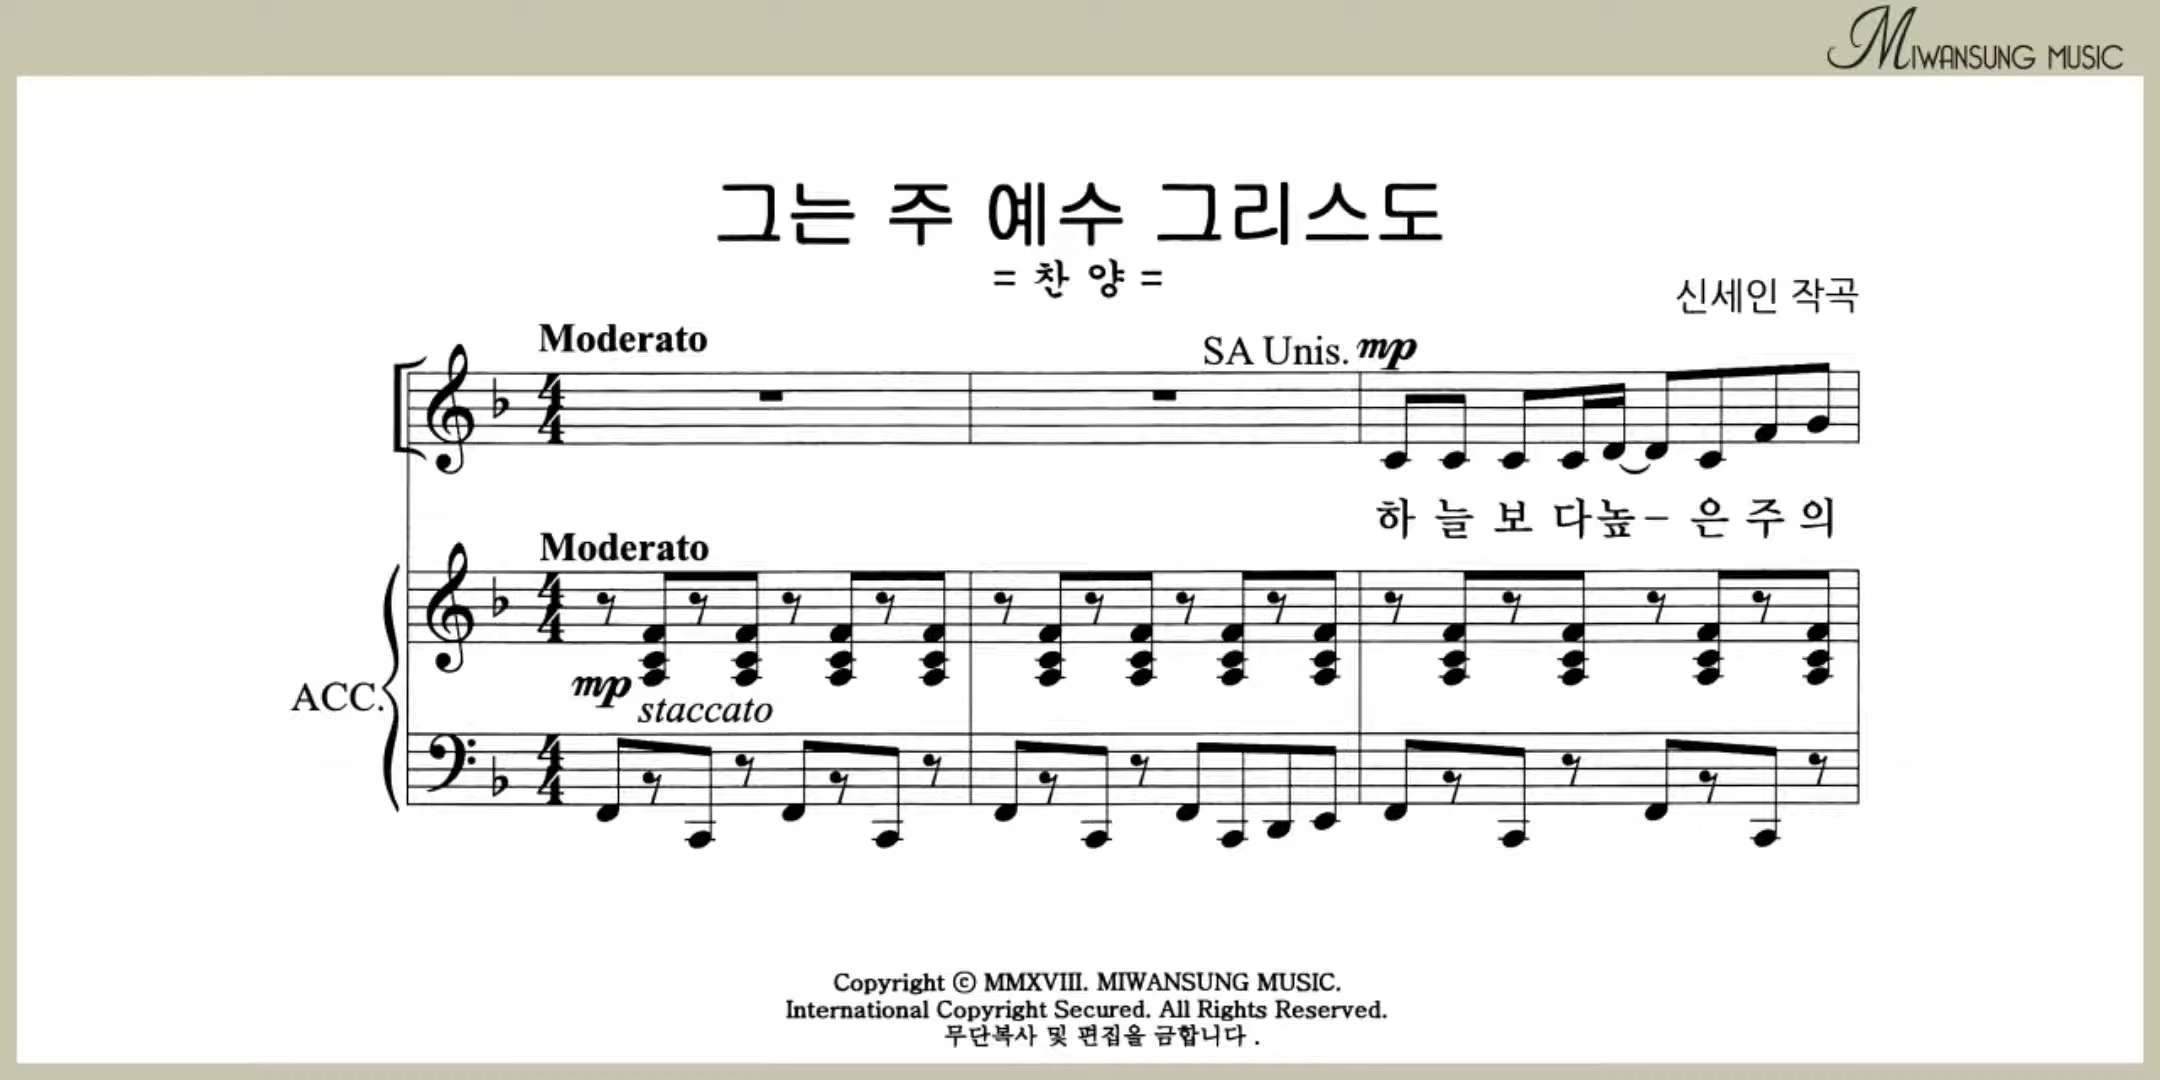 MIWANSUNG MUSIC
그는 주 예수 그리스도
= 찬 양 =
신세인 작곡
Moderato
SA Unis. mp
하 늘 보 다 높 - 은 주 의
Moderato
mp
staccato
ACC.
Copyright ⓒ MMXVIII. MIWANSUNG MUSIC.
International Copyright Secured. All Rights Reserved.
무단복사 및 편집을 금합니다 .